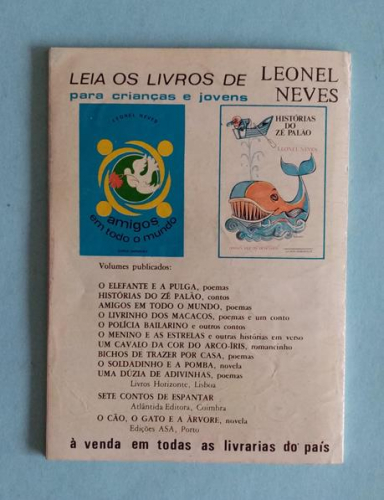 LEIA OS LIVROS DE LEONEL NEVES
para crianças e jovens
LEONEL NEVES
amigos
em todo o mundo
HISTÓRIAS
DO
ZÉ PALÃO
LEONEL NEVES
Volumes publicados:
O ELEFANTE E A PULGA, poemas
HISTÓRIAS DO ZÉ PALÃO, contos
AMIGOS EM TODO O MUNDO, poemas
O LIVRINHO DOS MACACOS, poemas e um conto
O POLÍCIA BAILARINO e outros contos
O MENINO E AS ESTRELAS e outras histórias em verso
UM CAVALO DA COR DO ARCO-ÍRIS, romancinho
BICHOS DE TRAZER POR CASA, poemas
O SOLDADINHO E A POMBA, novela
UMA DÚZIA DE ADIVINHAS, poemas
Livros Horizonte, Lisboa
SETE CONTOS DE ESPANTAR
Atlântida Editora, Coimbra
O CÃO, O GATO E A ÁRVORE, novela
Edições ASA, Porto
à venda em todas as livrarias do país